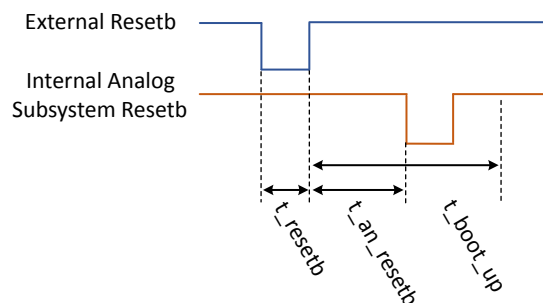 External Resetb
Internal Analog
Subsystem Resetb
t_resetb
t_an_resetb
t_boot_up